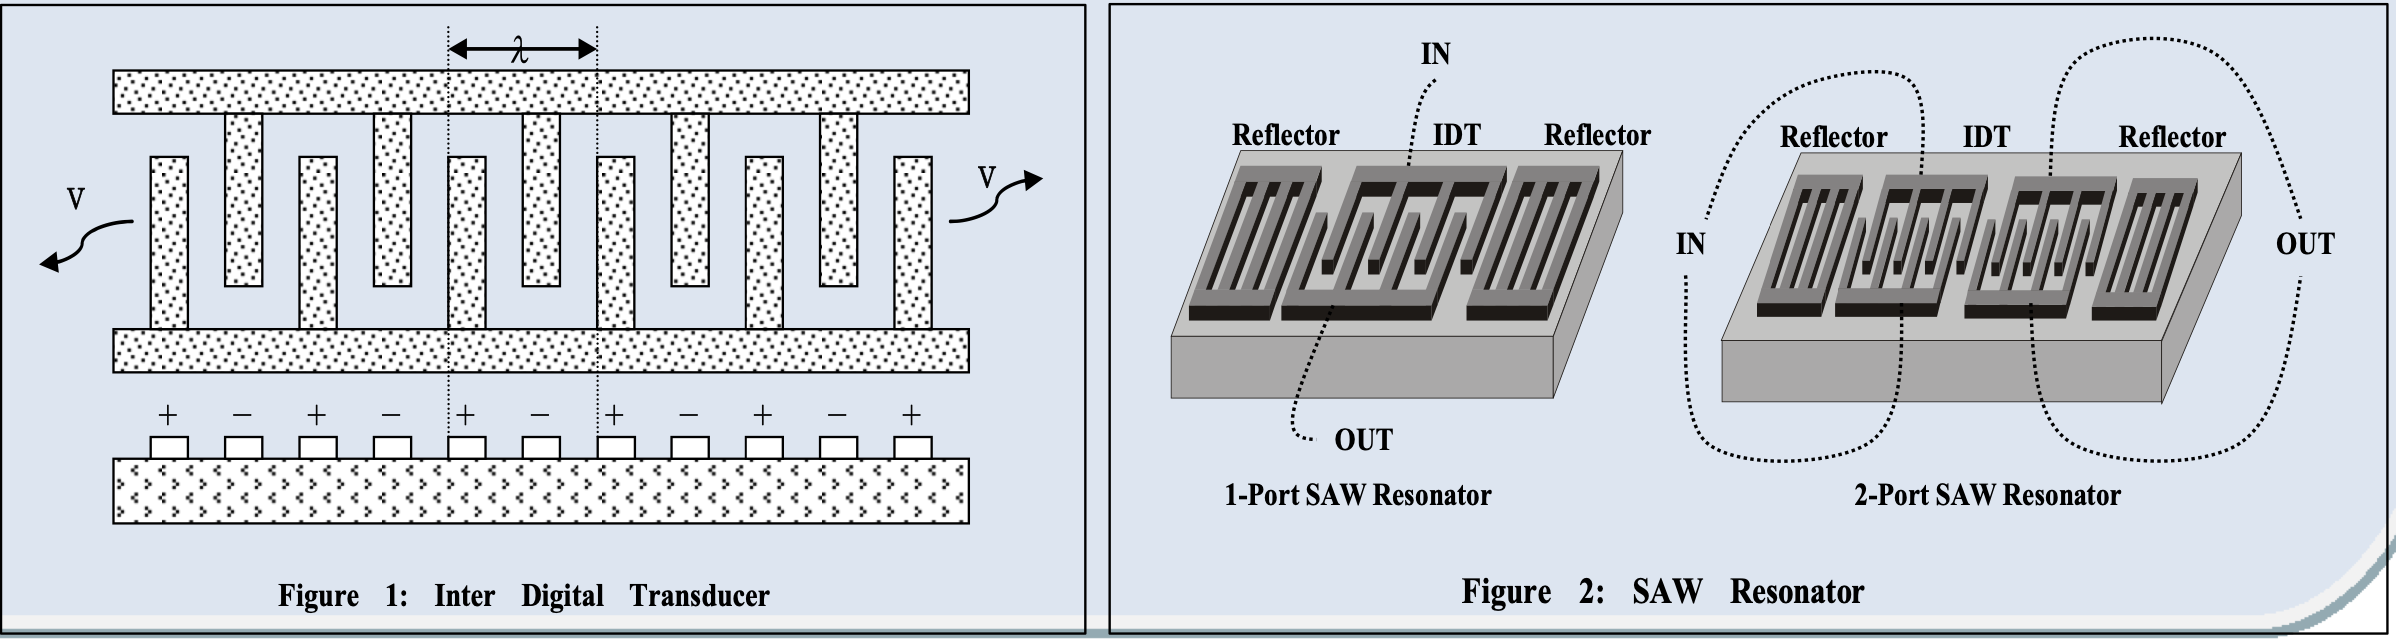 λ
V
V
+ − + − + − + − + − +
Figure 1: Inter Digital Transducer
IN
Reflector IDT Reflector
OUT
1-Port SAW Resonator
Reflector IDT Reflector
IN
OUT
2-Port SAW Resonator
Figure 2: SAW Resonator